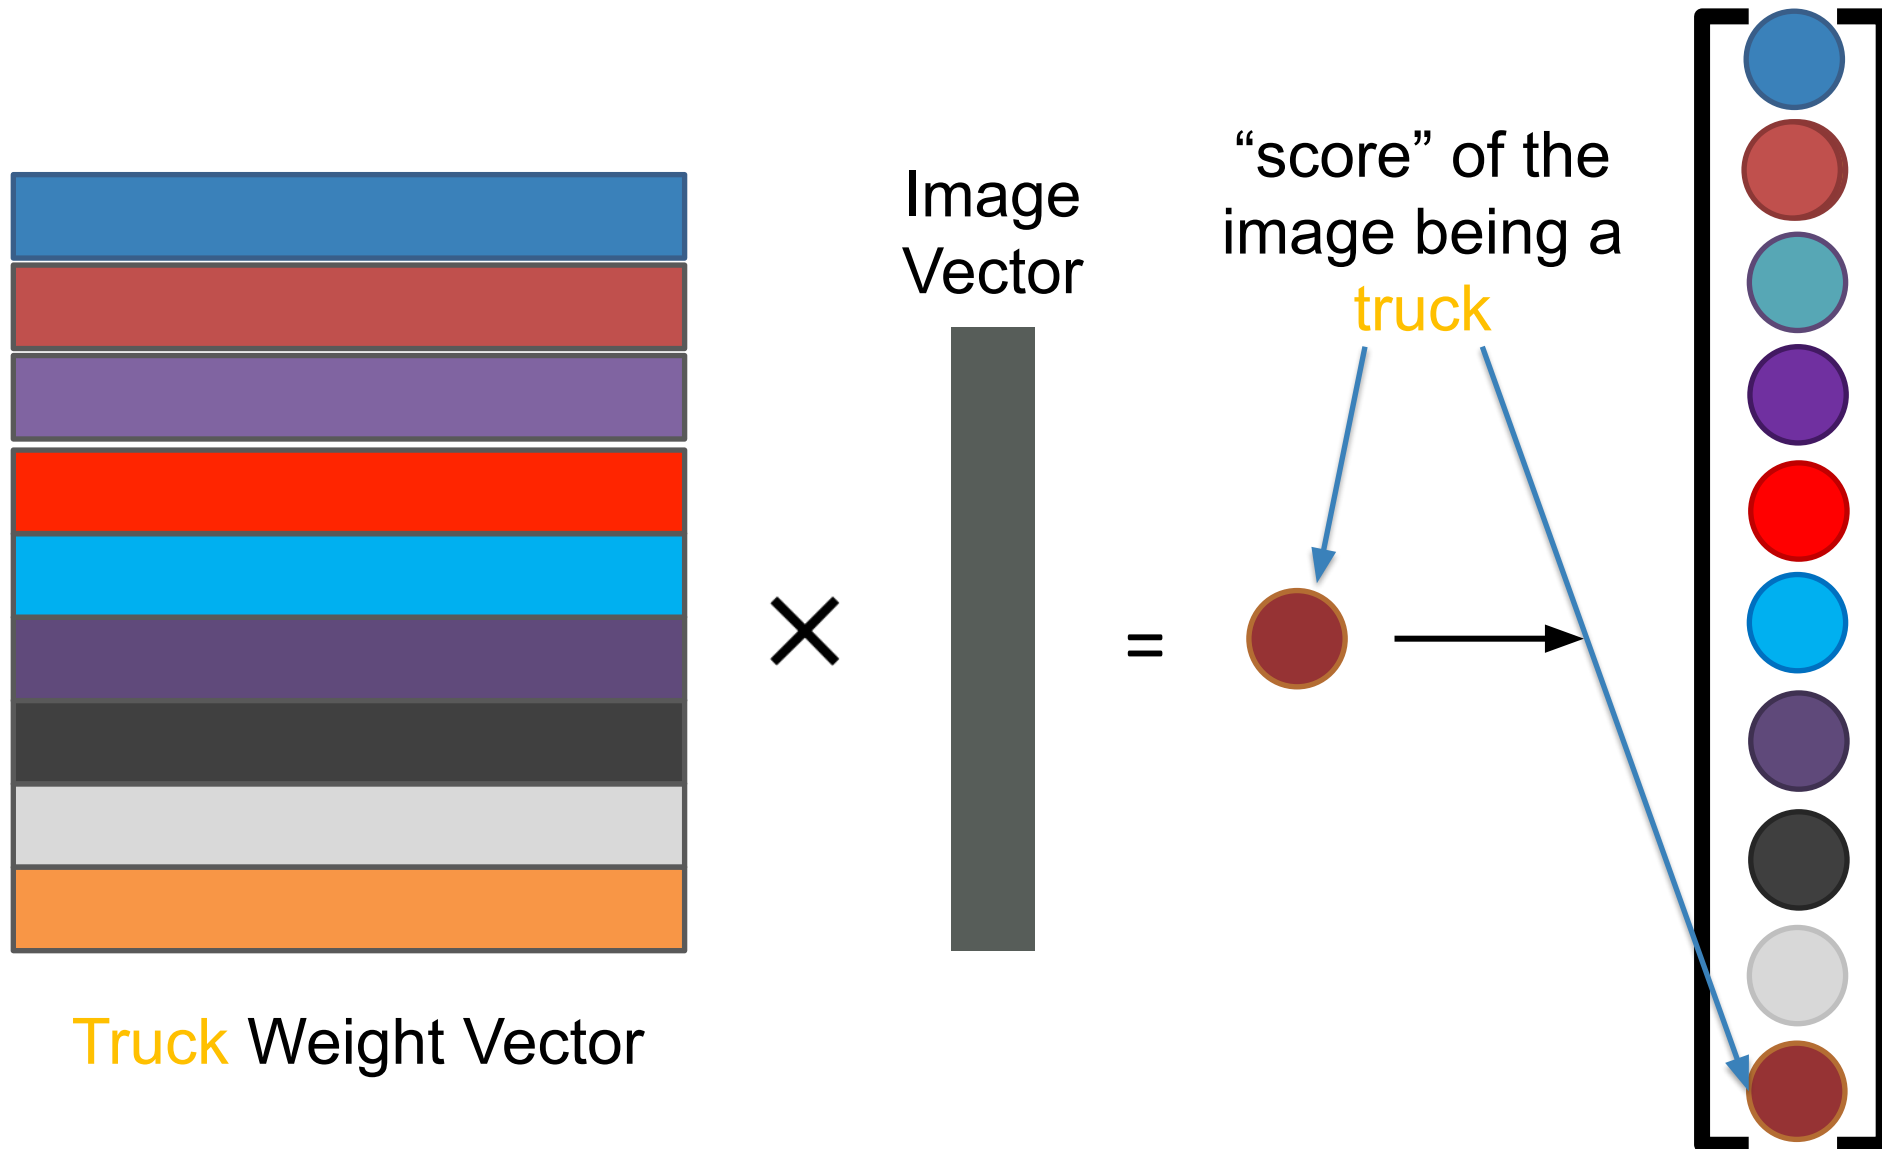 Image
Vector
“score” of the
image being a
truck
=
Truck Weight Vector